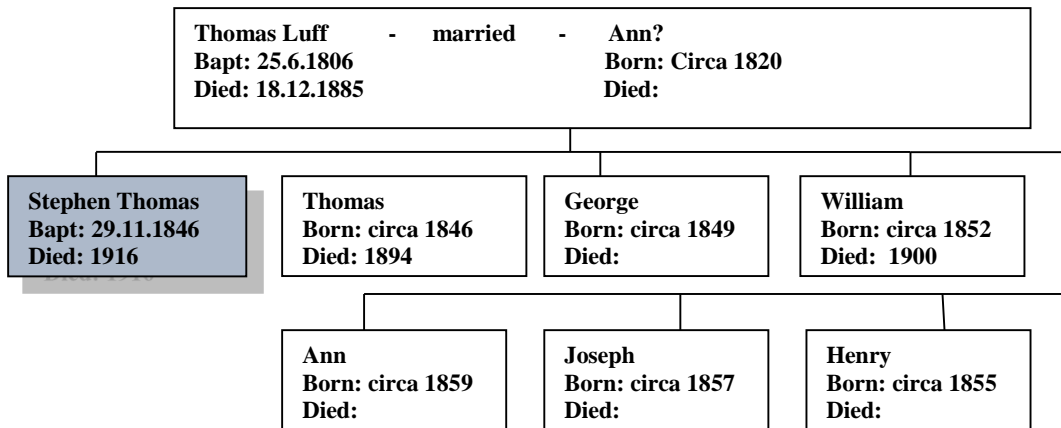 Thomas Luff - married - Ann?
Bapt: 25.6.1806 Born: Circa 1820
Died: 18.12.1885 Died:
Stephen Thomas
Bapt: 29.11.1846
Died: 1916
Thomas
Born: circa 1846
Died: 1894
George
Born: circa 1849
Died:
William
Born: circa 1852
Died: 1900
Ann
Born: circa 1859
Died:
Joseph
Born: circa 1857
Died:
Henry
Born: circa 1855
Died: